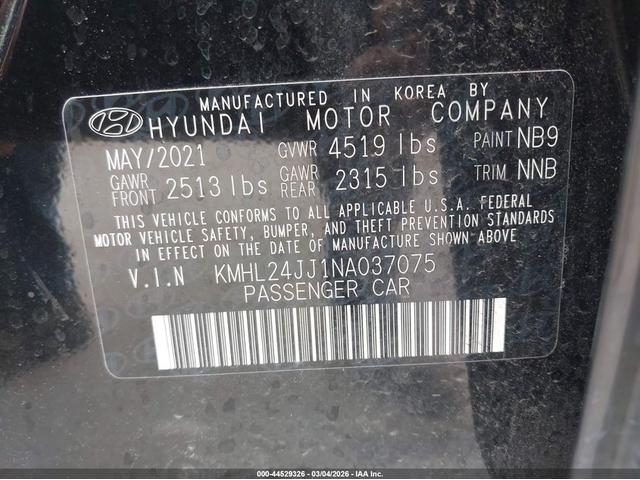 MANUFACTURED IN KOREA BY
HYUNDAI MOTOR COMPANY
MAY/2021 GVWR 4519 lbs PAINT NB9
GAWR FRONT 2513 lbs GAWR REAR 2315 lbs TRIM NNB
THIS VEHICLE CONFORMS TO ALL APPLICABLE U.S. FEDERAL
MOTOR VEHICLE SAFETY, BUMPER, AND THEFT PREVENTION STANDARDS
IN EFFECT ON THE DATE OF MANUFACTURE SHOWN ABOVE
V.I.N KMHL24JJ1NA037075
PASSENGER CAR
000-44529326 - 03/04/2026 - IAA Inc.